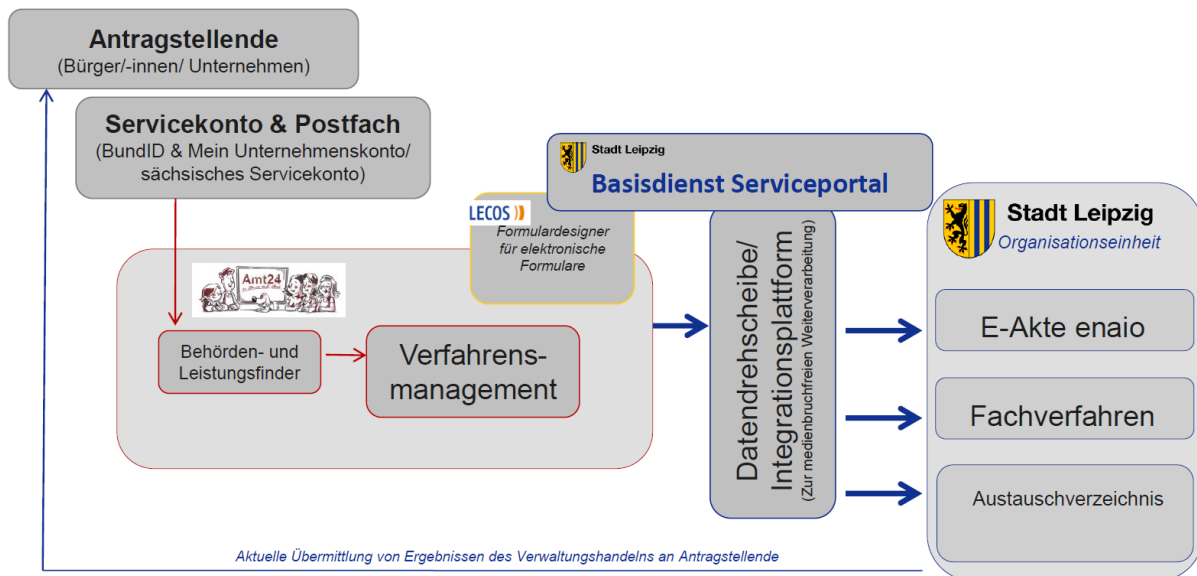 Antragstellende
(Bürger/-innen/ Unternehmen)
Servicekonto & Postfach
(BundID & Mein Unternehmenskonto/
sächsisches Servicekonto)
Stadt Leipzig
Basisdienst Serviceportal
LECOS
Formulardesigner
für elektronische
Formulare
Amt24
Behörden- und
Leistungsfinder
Verfahrens-
management
Datendrehscheibe/
Integrationsplattform
(Zur medienbruchfreien Weiterverarbeitung)
Stadt Leipzig
Organisationseinheit
E-Akte enaio
Fachverfahren
Austauschverzeichnis
Aktuelle Übermittlung von Ergebnissen des Verwaltungshandelns an Antragstellende